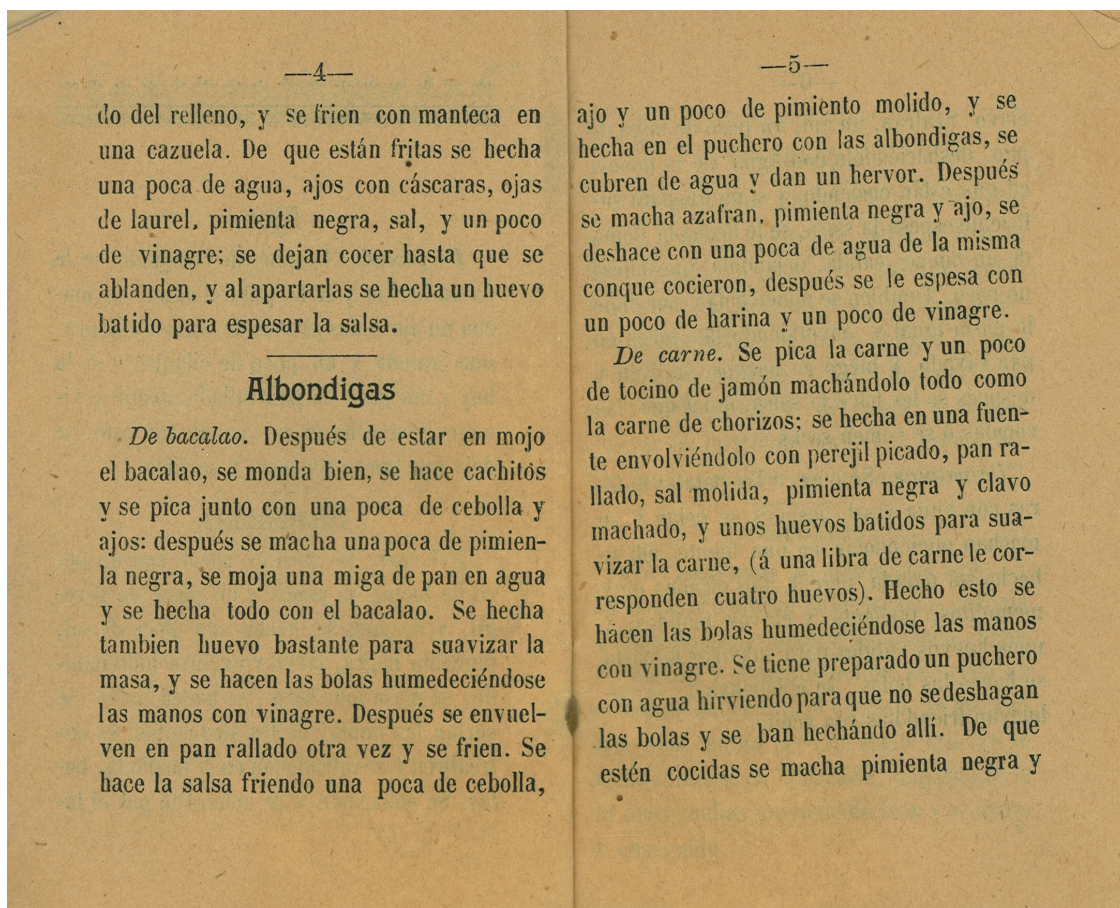 —4—
do del relleno, y se frien con manteca en
una cazuela. De que están fritas se hecha
una poca de agua, ajos con cáscaras, ojas
de laurel, pimienta negra, sal, y un poco
de vinagre; se dejan cocer hasta que se
ablanden, y al apartarlas se hecha un huevo
batido para espesar la salsa.
Albondigas
De bacalao. Después de estar en mojo
el bacalao, se monda bien, se hace cachitos
y se pica junto con una poca de cebolla y
ajos: después se macha una poca de pimien-
ta negra, se moja una miga de pan en agua
y se hecha todo con el bacalao. Se hecha
tambien huevo bastante para suavizar la
masa, y se hacen las bolas humedeciéndose
las manos con vinagre. Después se envuel-
ven en pan rallado otra vez y se frien. Se
hace la salsa friendo una poca de cebolla,
—5—
ajo y un poco de pimiento molido, y se
hecha en el puchero con las albondigas, se
cubren de agua y dan un hervor. Después
se macha azafran, pimienta negra y ajo, se
deshace con una poca de agua de la misma
conque cocieron, después se le espesa con
un poco de harina y un poco de vinagre.
De carne. Se pica la carne y un poco
de tocino de jamón machándolo todo como
la carne de chorizos; se hecha en una fuen-
te envolviéndolo con perejil picado, pan ra-
llado, sal molida, pimienta negra y clavo
machado, y unos huevos batidos para sua-
vizar la carne, (á una libra de carne le cor-
responden cuatro huevos). Hecho esto se
hacen las bolas humedeciéndose las manos
con vinagre. Se tiene preparado un puchero
con agua hirviendo para que no se deshagan
las bolas y se ban hechándo allí. De que
estén cocidas se macha pimienta negra y